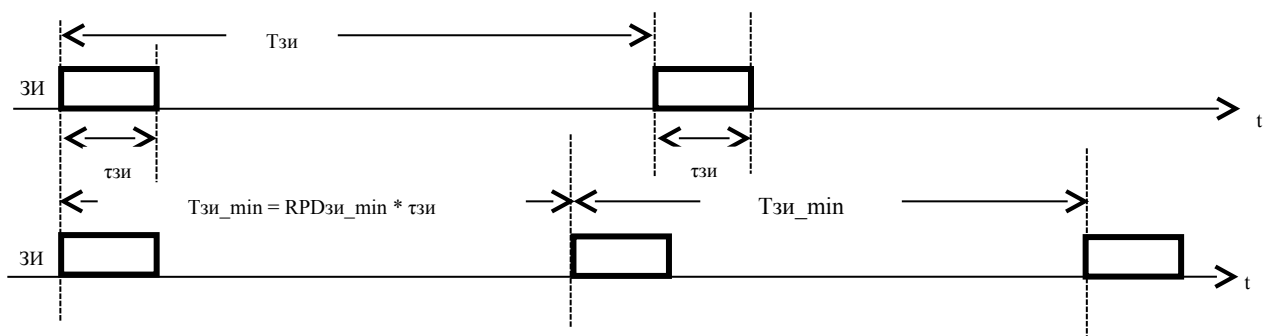 Тзи
ЗИ
t
τзи
τзи
Тзи_min = RPDзи_min * τзи
Тзи_min
ЗИ
t